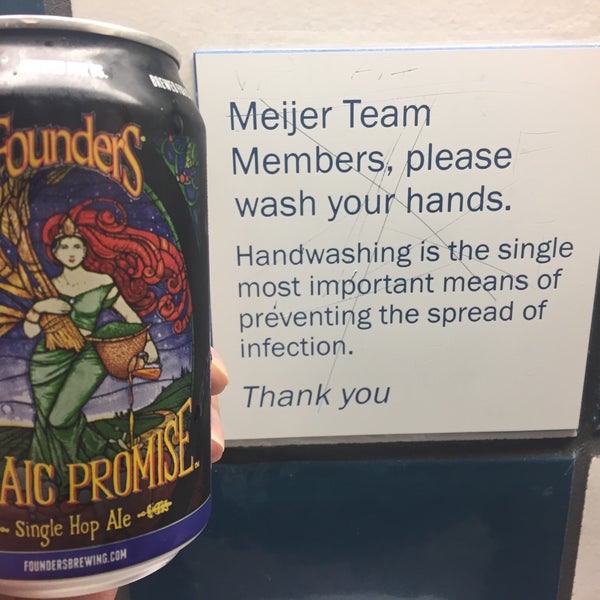 BREWED
Founders
AIC PROMISE
~ Single Hop Ale
FOUNDERSBREWING.COM
Meijer Team
Members, please
wash your hands.
Handwashing is the single
most important means of
preventing the spread of
infection.
Thank you